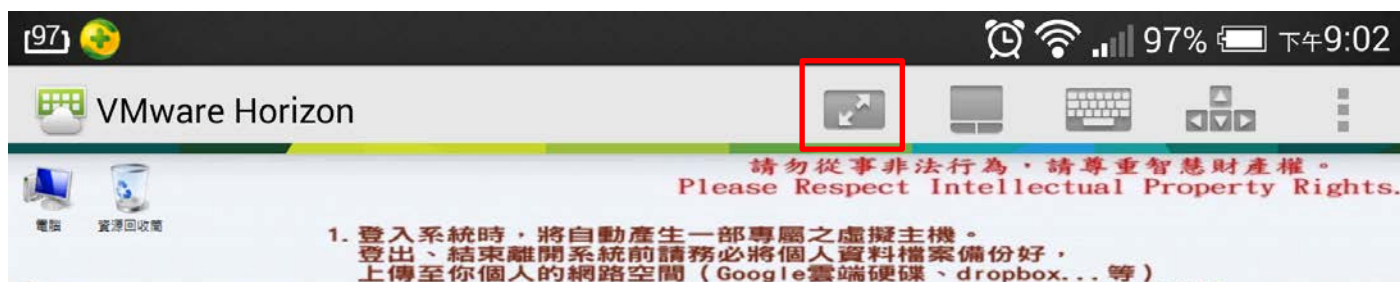 97
97%
下午9:02
VMware Horizon
請勿從事非法行為，請尊重智慧財產權。
Please Respect Intellectual Property Rights.
電腦
資源回收筒
1. 登入系統時，將自動產生一部專屬之虛擬主機。
登出、結束離開系統前請務必將個人資料檔案備份好，
上傳至你個人的網路空間（Google雲端硬碟、dropbox...等）